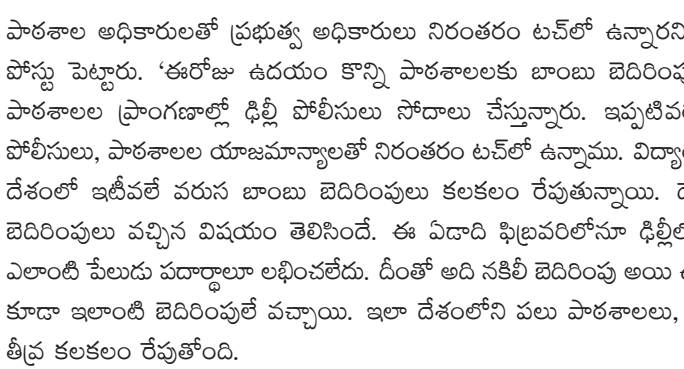 పాఠశాల అధికారులతో ప్రభుత్వ అధికారులు నిరంతరం టచ్‌లో ఉన్నారని
పోస్టు పెట్టారు. ‘ఈరోజు ఉదయం కొన్ని పాఠశాలలకు బాంబు బెదిరింపు
పాఠశాలల ప్రాంగణాల్లో ఢిల్లీ పోలీసులు సోదాలు చేస్తున్నారు. ఇప్పటివ
పోలీసులు, పాఠశాలల యాజమాన్యాలతో నిరంతరం టచ్‌లో ఉన్నాము. విద్యా
దేశంలో ఇటీవలే వరుస బాంబు బెదిరింపులు కలకలం రేపుతున్నాయి.
బెదిరింపులు వచ్చిన విషయం తెలిసిందే. ఈ ఏడాది ఫిబ్రవరిలోనూ ఢిల్లీల
ఎలాంటి పేలుడు పదార్థాలూ లభించలేదు. దీంతో అది నకిలీ బెదిరింపు అయి
కూడా ఇలాంటి బెదిరింపులే వచ్చాయి. ఇలా దేశంలోని పలు పాఠశాలలు,
తీవ్ర కలకలం రేపుతోంది.